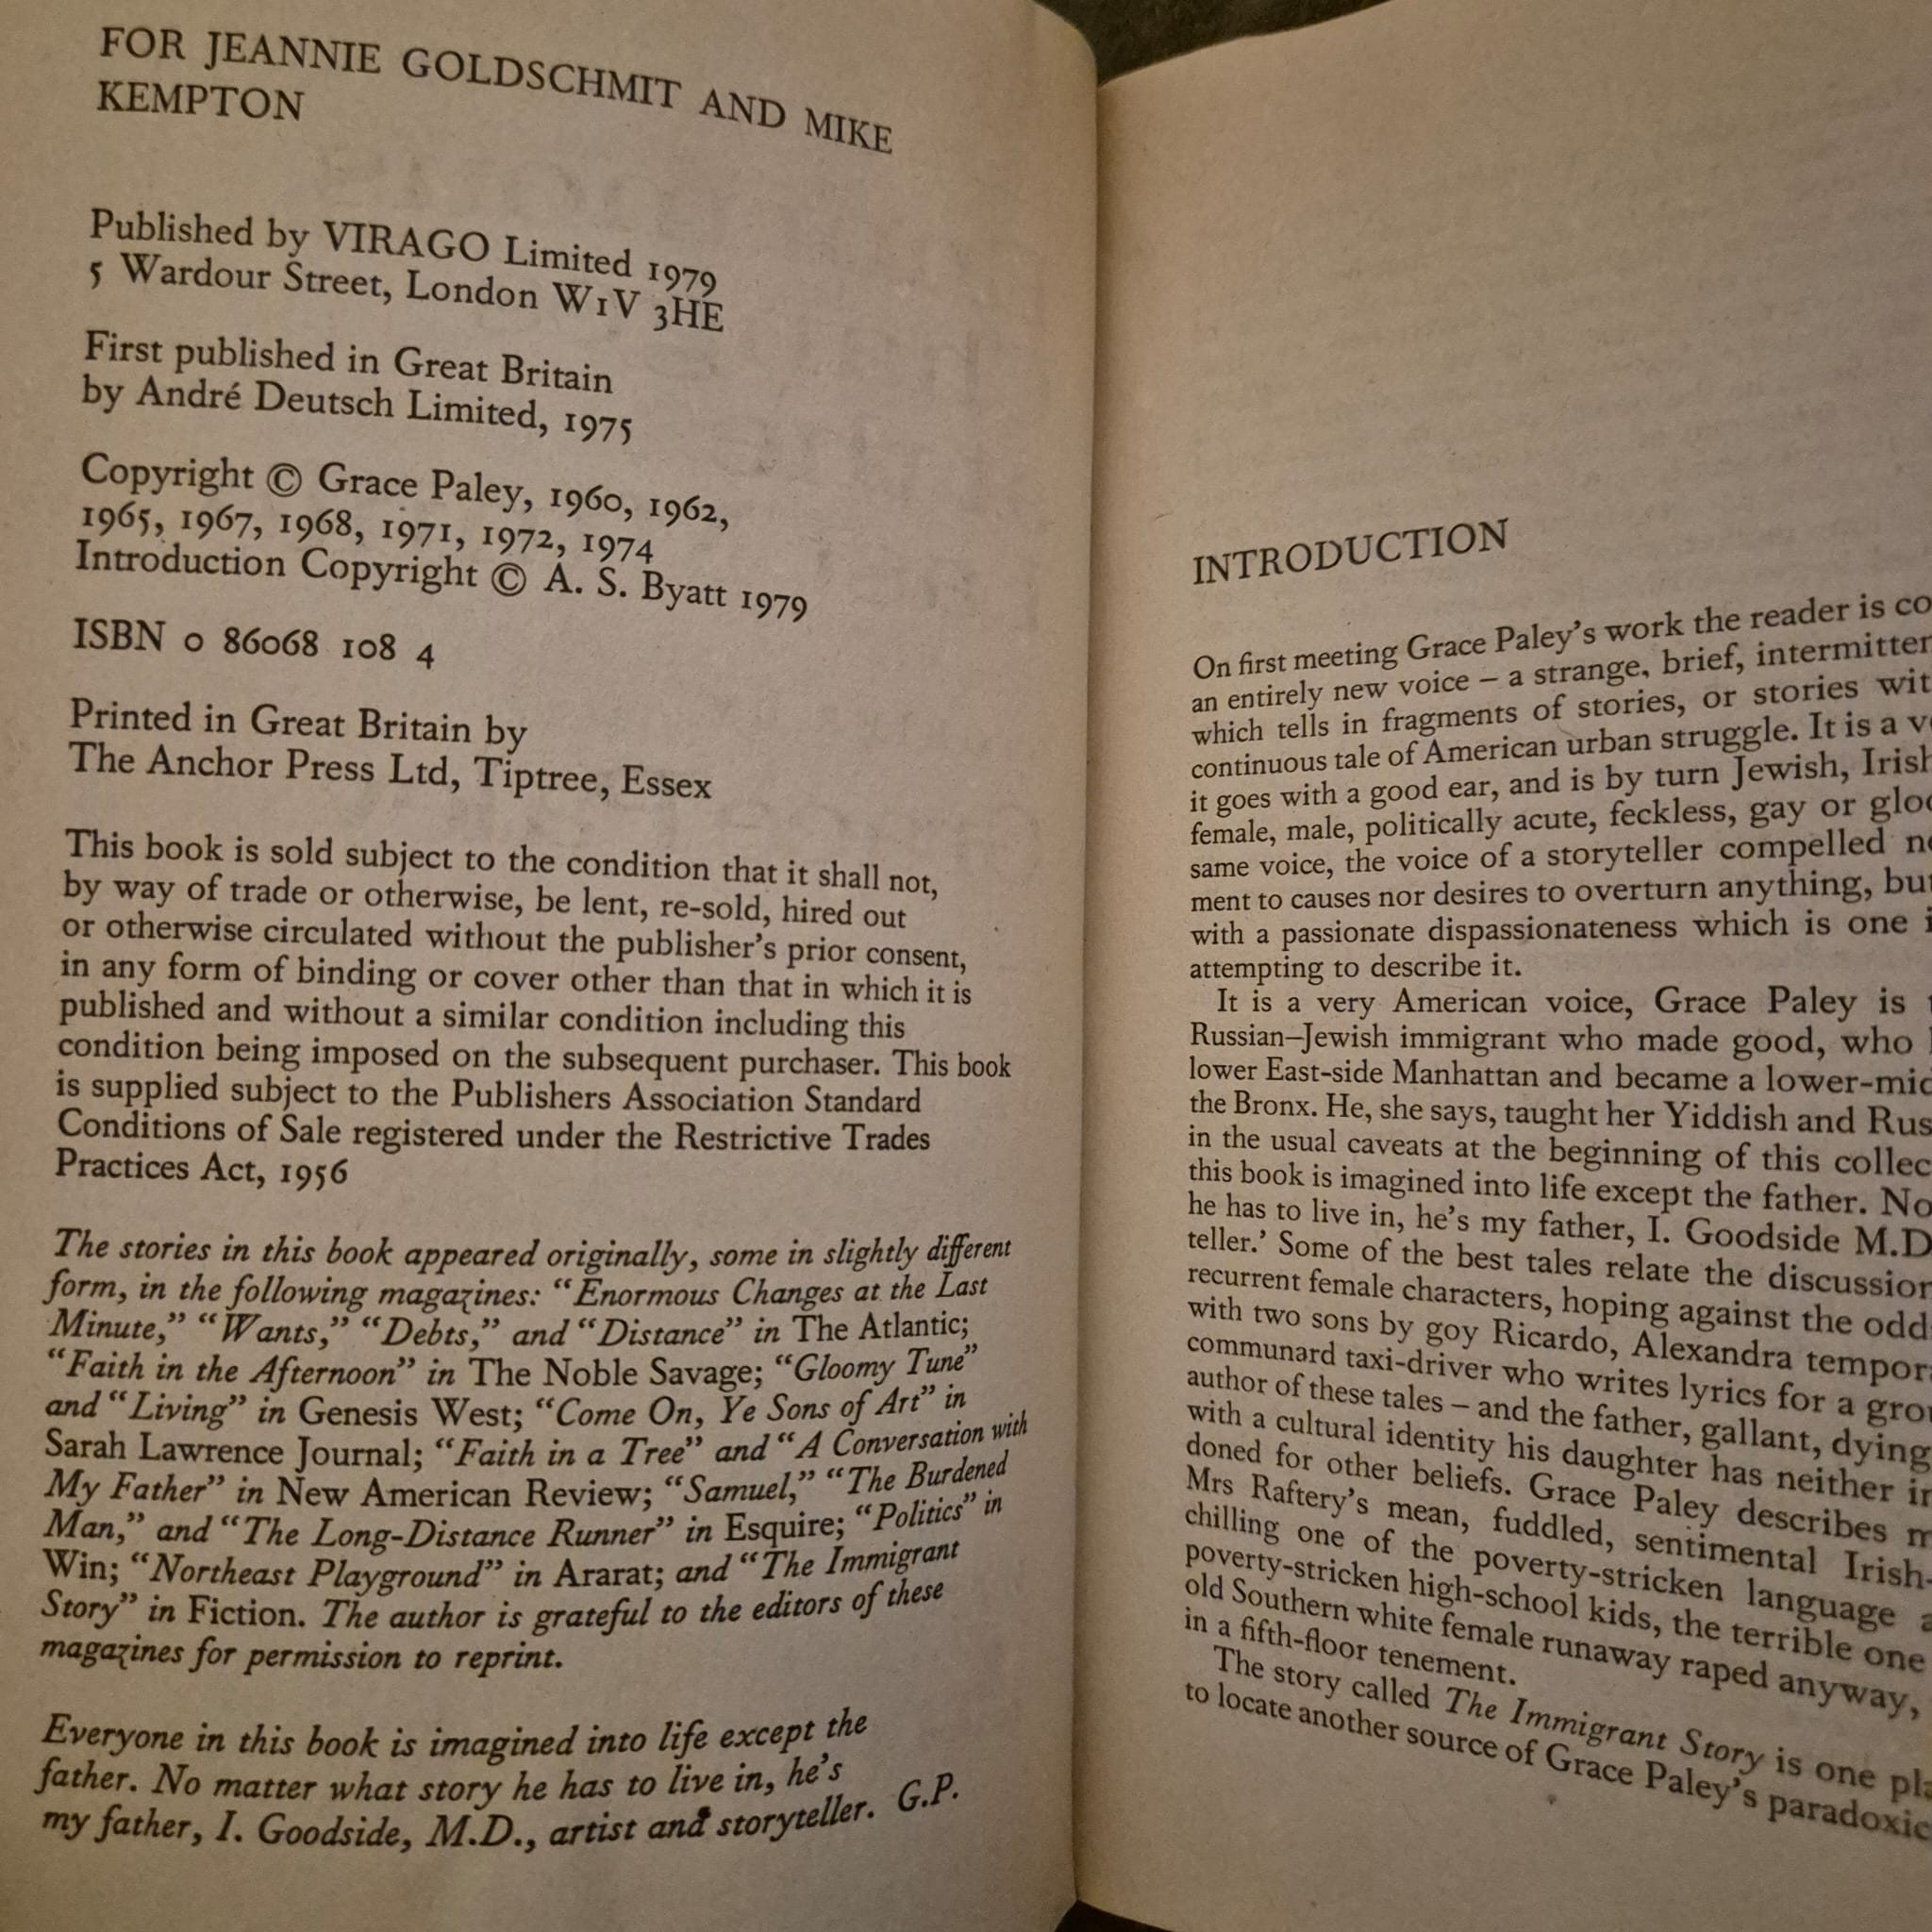 FOR JEANNIE GOLDSCHMIT AND MIKE
KEMPTON
Published by VIRAGO Limited 1979
5 Wardour Street, London W1V 3HE
First published in Great Britain
by André Deutsch Limited, 1975
Copyright © Grace Paley, 1960, 1962,
1965, 1967, 1968, 1971, 1972, 1974
Introduction Copyright © A. S. Byatt 1979
ISBN 0 86068 108 4
Printed in Great Britain by
The Anchor Press Ltd, Tiptree, Essex
This book is sold subject to the condition that it shall not,
by way of trade or otherwise, be lent, re-sold, hired out
or otherwise circulated without the publisher's prior consent,
in any form of binding or cover other than that in which it is
published and without a similar condition including this
condition being imposed on the subsequent purchaser. This book
is supplied subject to the Publishers Association Standard
Conditions of Sale registered under the Restrictive Trades
Practices Act, 1956
The stories in this book appeared originally, some in slightly different
form, in the following magazines: "Enormous Changes at the Last
Minute," "Wants," "Debts," and "Distance" in The Atlantic;
"Faith in the Afternoon" in The Noble Savage; "Gloomy Tune"
and "Living" in Genesis West; "Come On, Ye Sons of Art" in
Sarah Lawrence Journal; "Faith in a Tree" and "A Conversation with
My Father" in New American Review; "Samuel," "The Burdened
Man," and "The Long-Distance Runner" in Esquire; "Politics" in
Win; "Northeast Playground" in Ararat; and "The Immigrant
Story" in Fiction. The author is grateful to the editors of these
magazines for permission to reprint.
Everyone in this book is imagined into life except the
father. No matter what story he has to live in, he's
my father, I. Goodside, M.D., artist and storyteller. G.P.
INTRODUCTION
On first meeting Grace Paley's work the reader is co
an entirely new voice – a strange, brief, intermitten
which tells in fragments of stories, or stories wit
continuous tale of American urban struggle. It is a v
it goes with a good ear, and is by turn Jewish, Irish
female, male, politically acute, feckless, gay or gloo
same voice, the voice of a storyteller compelled n
ment to causes nor desires to overturn anything, but
with a passionate dispassionateness which is one i
attempting to describe it.
It is a very American voice, Grace Paley is
Russian–Jewish immigrant who made good, who
lower East-side Manhattan and became a lower-mid
the Bronx. He, she says, taught her Yiddish and Rus
in the usual caveats at the beginning of this collec
this book is imagined into life except the father. No
he has to live in, he's my father, I. Goodside M.D
teller.' Some of the best tales relate the discussion
recurrent female characters, hoping against the odd
with two sons by goy Ricardo, Alexandra tempora
communard taxi-driver who writes lyrics for a grou
author of these tales – and the father, gallant, dying
with a cultural identity his daughter has neither in
doned for other beliefs. Grace Paley describes m
Mrs Raftery's mean, fuddled, sentimental Irish-
chilling one of the poverty-stricken language a
poverty-stricken high-school kids, the terrible one
old Southern white female runaway raped anyway,
in a fifth-floor tenement.
The story called The Immigrant Story is one pla
to locate another source of Grace Paley's paradoxic